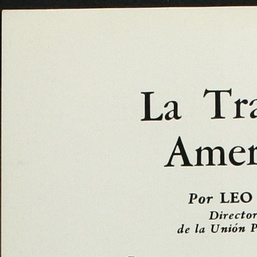 La Tra
Amer
Por LEO
Director
de la Unión P